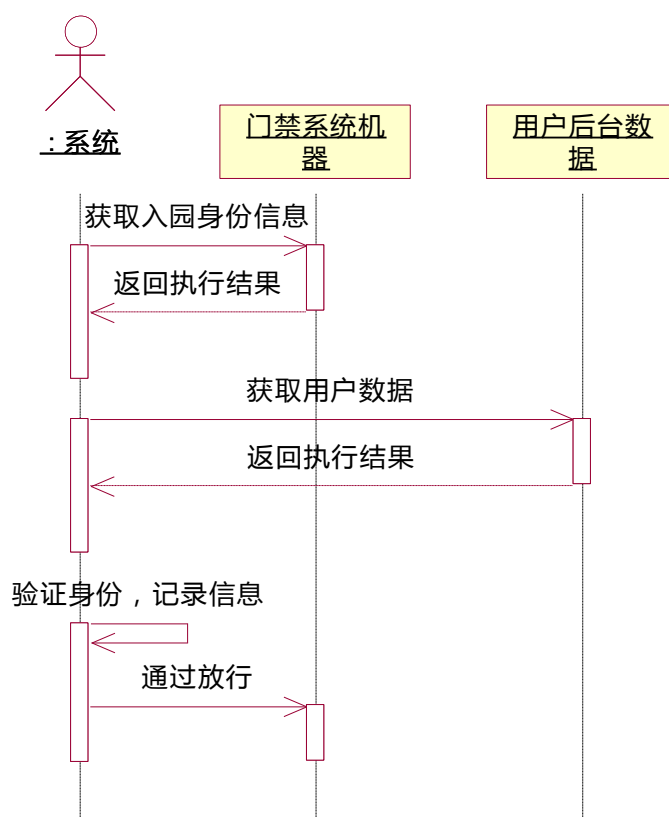 ：系统
门禁系统机
器
用户后台数
据
获取入园身份信息
返回执行结果
获取用户数据
返回执行结果
验证身份，记录信息
通过放行